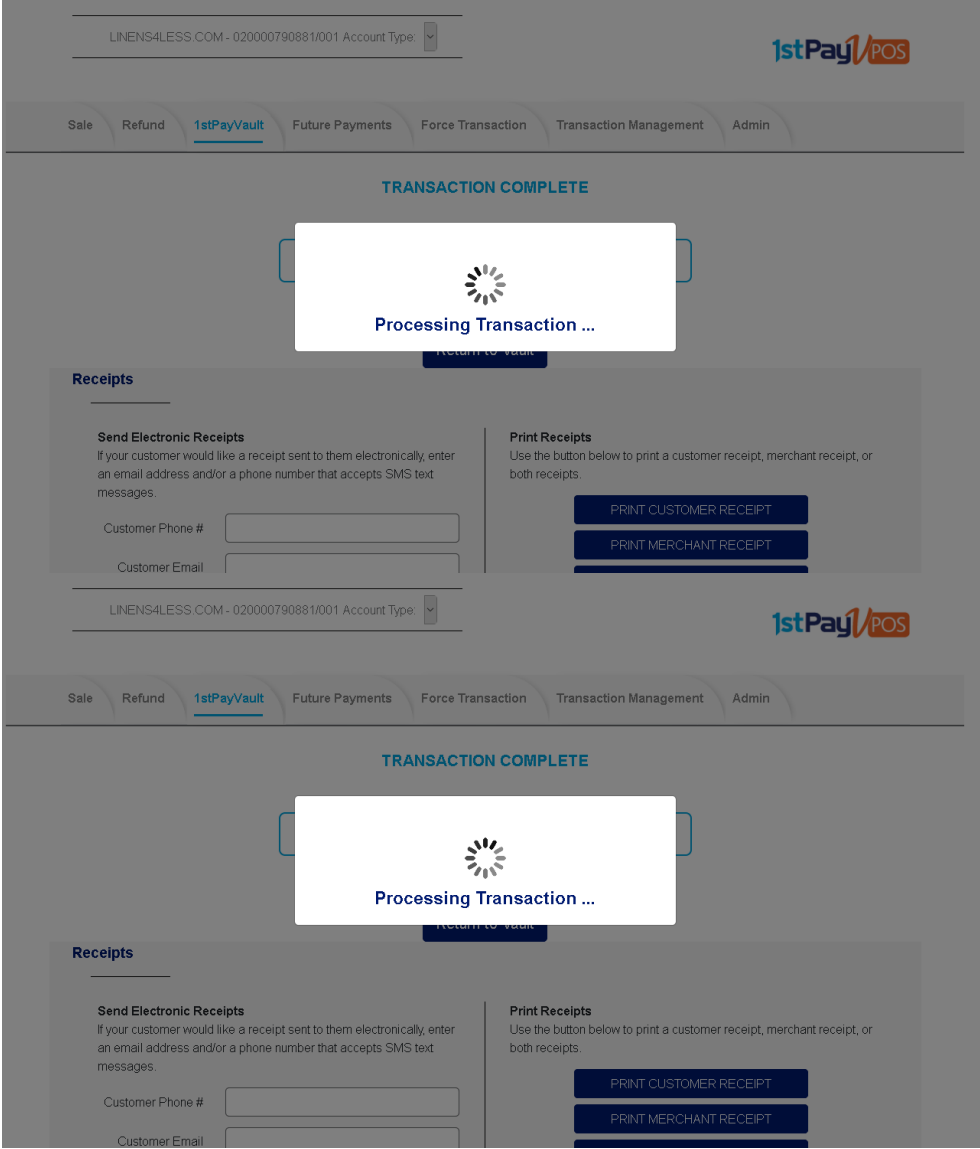 LINENS4LESS.COM - 020000790881/001 Account Type:
1stPay POS
Sale Refund 1stPayVault Future Payments Force Transaction Transaction Management Admin
TRANSACTION COMPLETE
Processing Transaction ...
Return to Vault
Receipts
Send Electronic Receipts
If your customer would like a receipt sent to them electronically, enter
an email address and/or a phone number that accepts SMS text
messages.
Customer Phone #
Customer Email
Print Receipts
Use the button below to print a customer receipt, merchant receipt, or
both receipts.
PRINT CUSTOMER RECEIPT
PRINT MERCHANT RECEIPT
LINENS4LESS.COM - 020000790881/001 Account Type:
1stPay POS
Sale Refund 1stPayVault Future Payments Force Transaction Transaction Management Admin
TRANSACTION COMPLETE
Processing Transaction ...
Return to Vault
Receipts
Send Electronic Receipts
If your customer would like a receipt sent to them electronically, enter
an email address and/or a phone number that accepts SMS text
messages.
Customer Phone #
Customer Email
Print Receipts
Use the button below to print a customer receipt, merchant receipt, or
both receipts.
PRINT CUSTOMER RECEIPT
PRINT MERCHANT RECEIPT